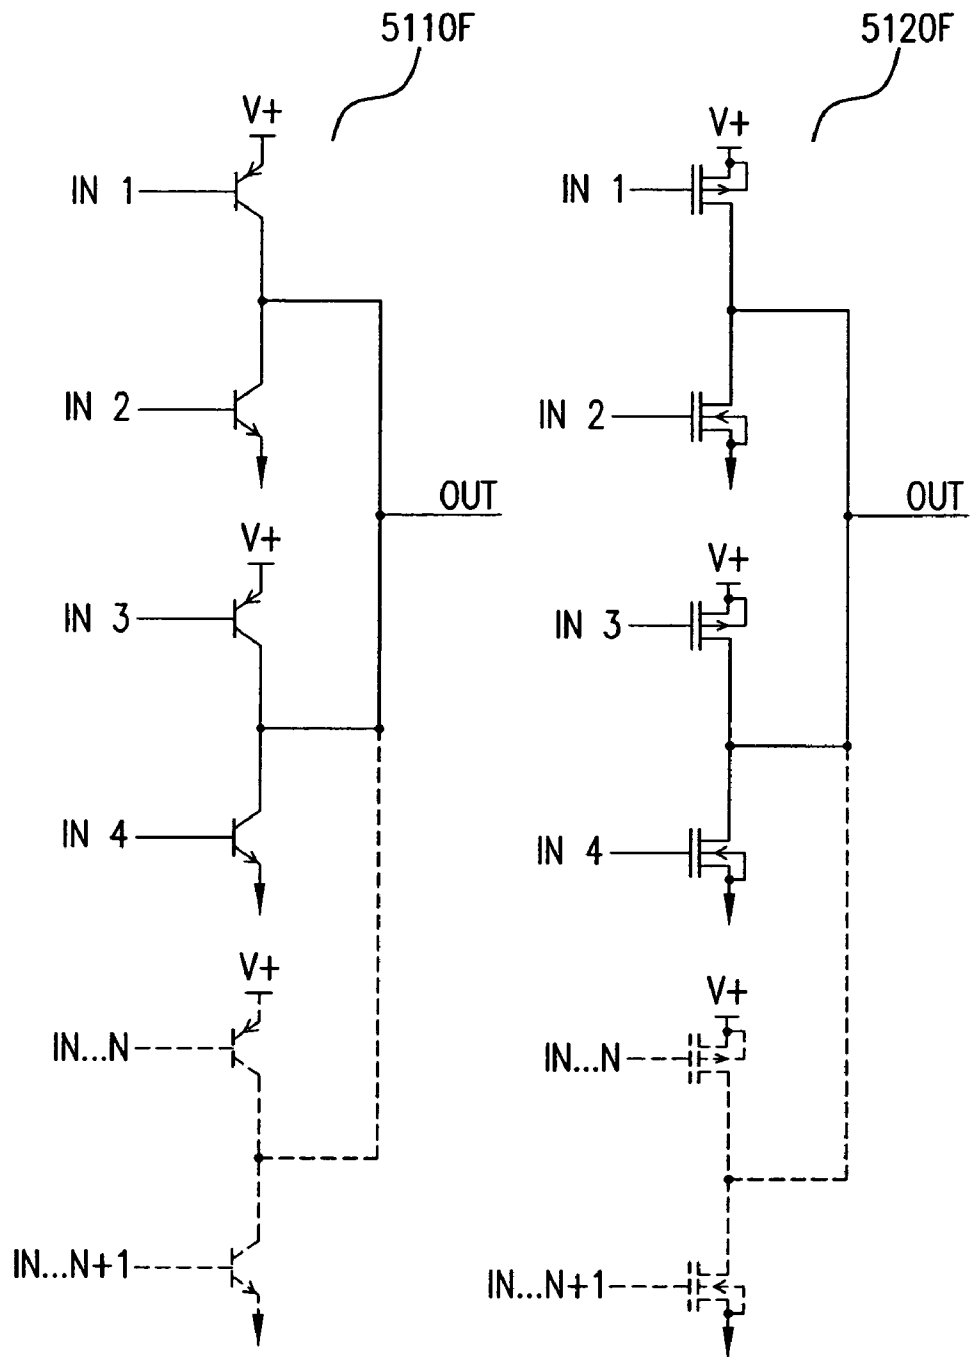 5110F
V+
IN 1
IN 2
OUT
V+
IN 3
IN 4
V+
IN...N
IN...N+1
5120F
V+
IN 1
IN 2
OUT
V+
IN 3
IN 4
V+
IN...N
IN...N+1